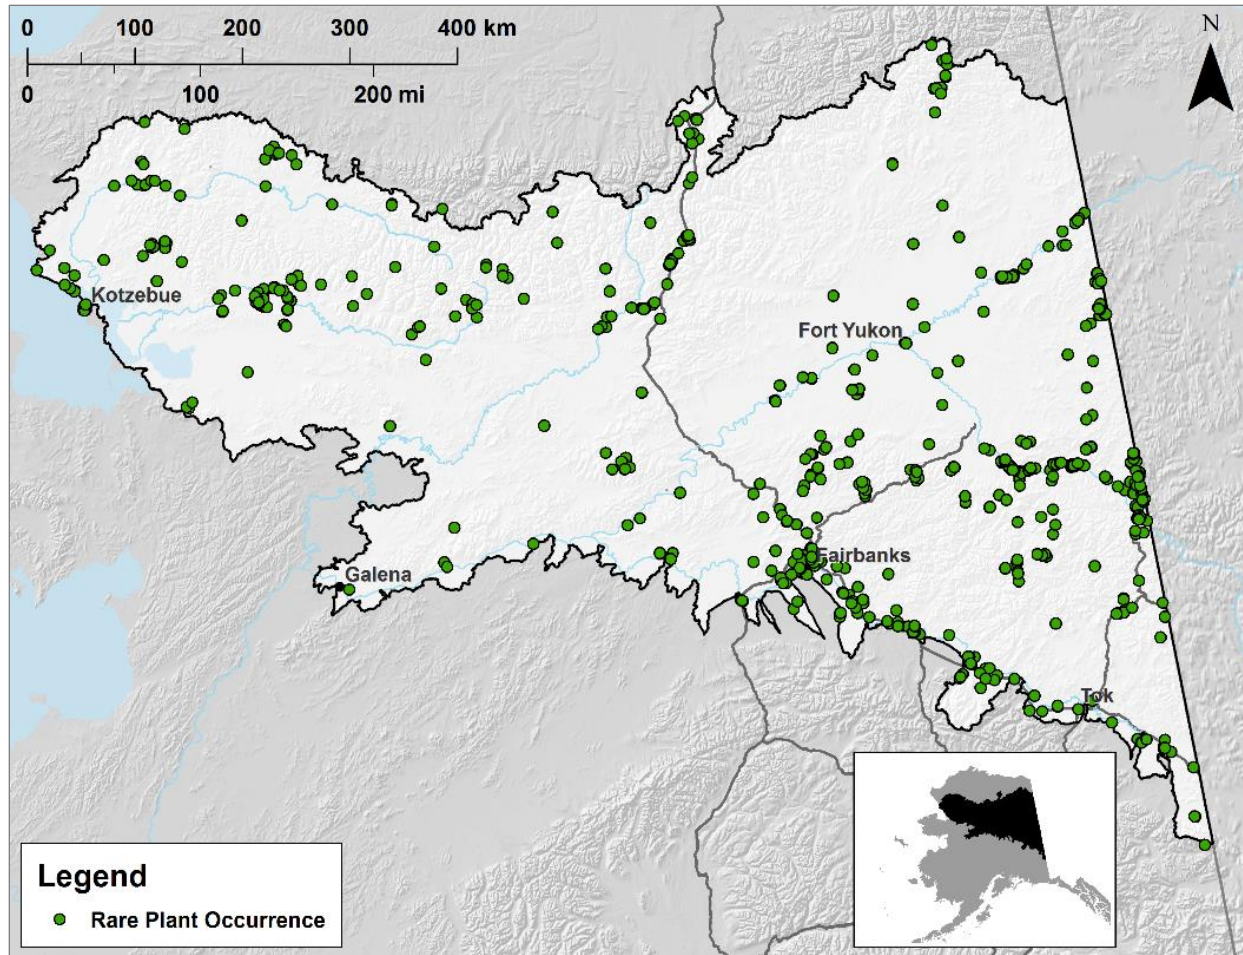 0 100 200 300 400 km
0 100 200 mi
N
Kotzebue
Fort Yukon
Fairbanks
Galena
Tok
Legend
Rare Plant Occurrence